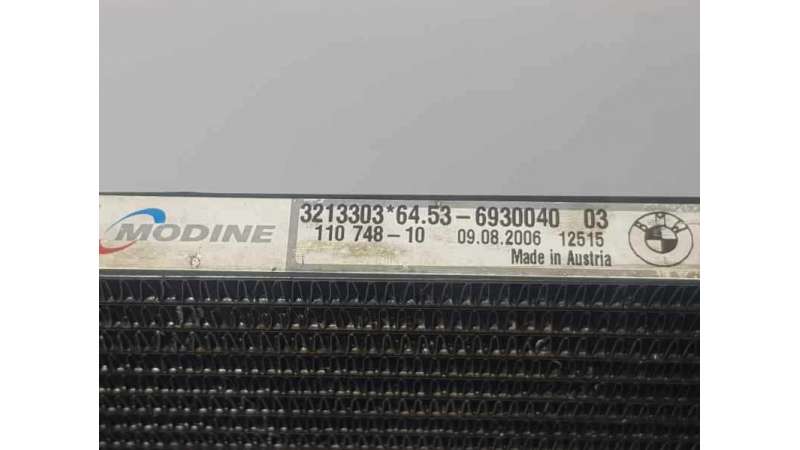 MODINE
3213303*64.53-6930040 03
110 748-10 09.08.2006 12515
Made in Austria
BMW